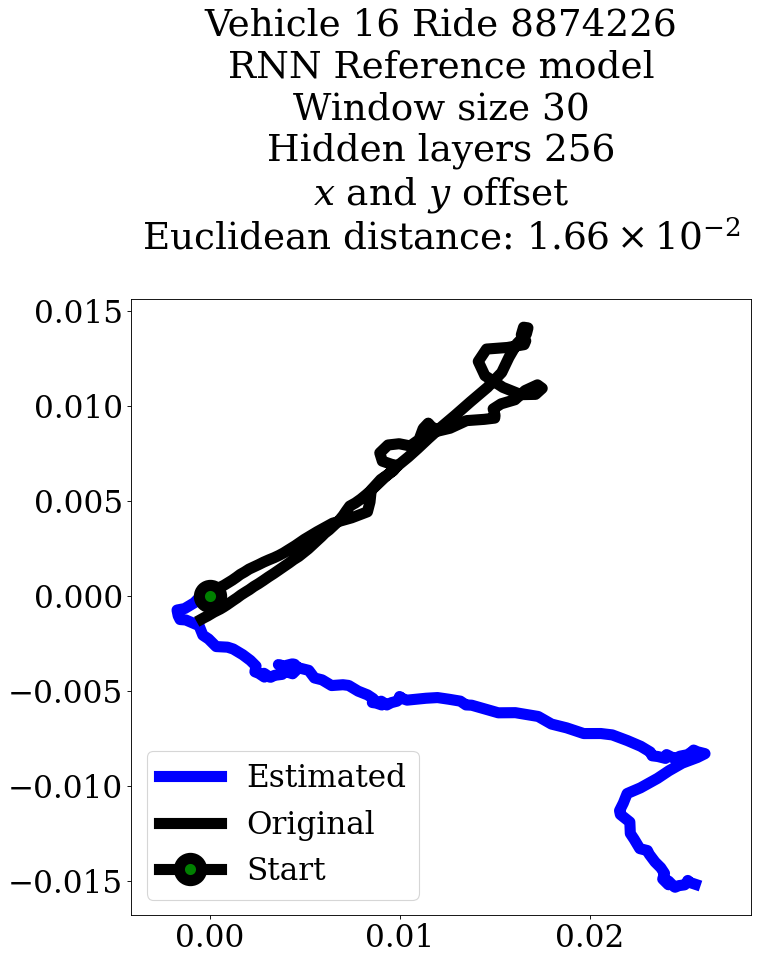 Vehicle 16 Ride 8874226
RNN Reference model
Window size 30
Hidden layers 256
x and y offset
Euclidean distance: 1.66 × 10⁻²
0.015
0.010
0.005
0.000
−0.005
−0.010
−0.015
Estimated
Original
Start
0.00 0.01 0.02